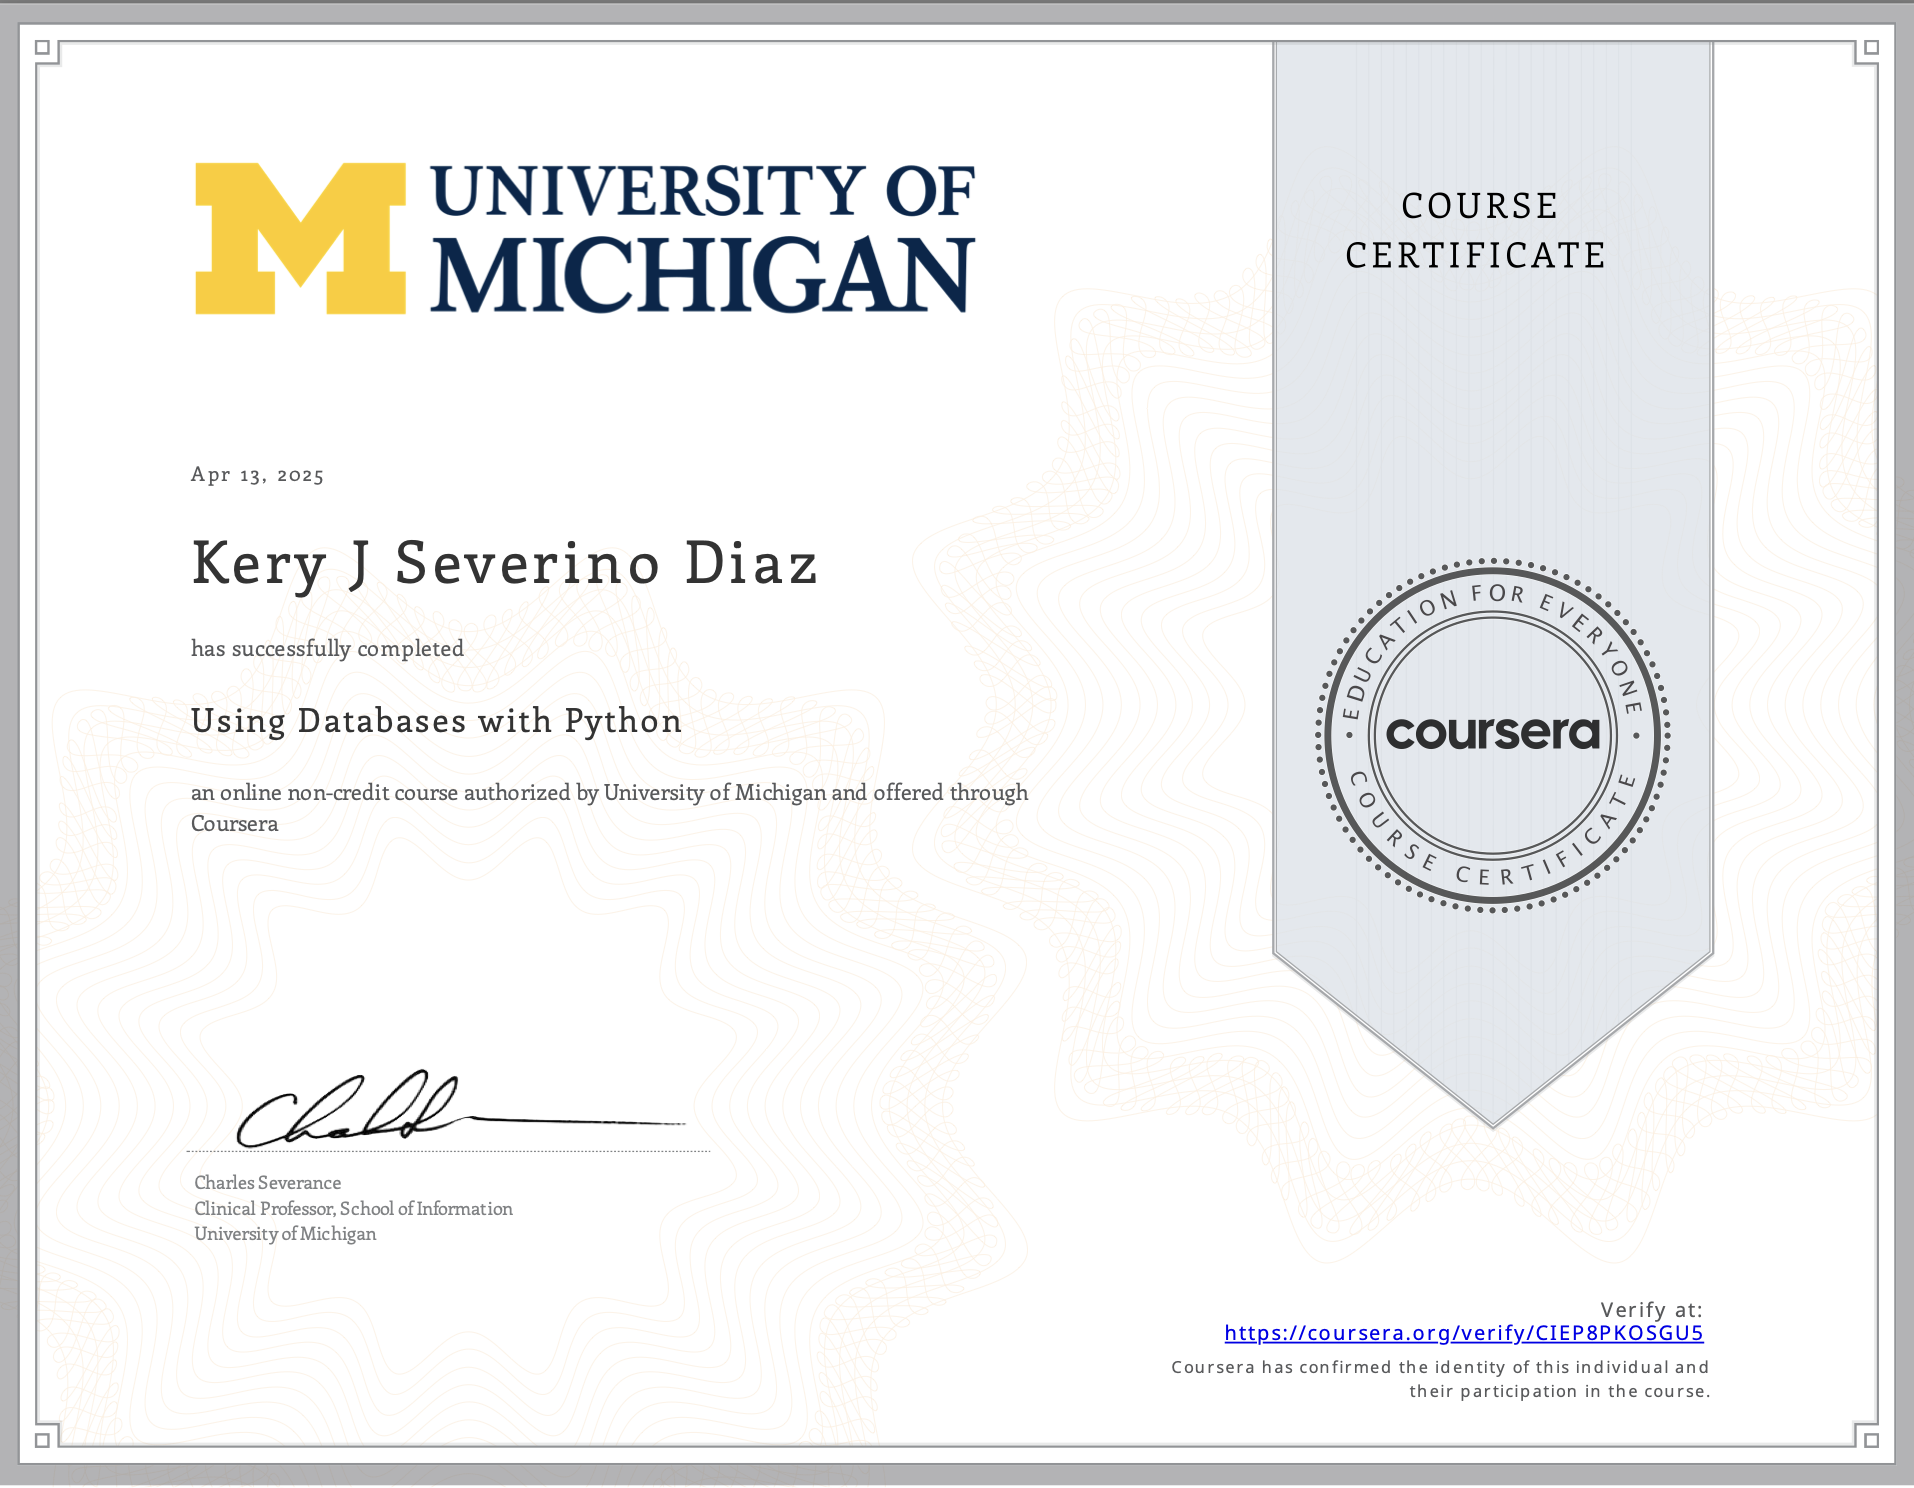 UNIVERSITY OF
MICHIGAN
COURSE
CERTIFICATE
Apr 13, 2025
Kery J Severino Diaz
has successfully completed
Using Databases with Python
an online non-credit course authorized by University of Michigan and offered through
Coursera
EDUCATION FOR EVERYONE
coursera
COURSE CERTIFICATE
Charles Severance
Clinical Professor, School of Information
University of Michigan
Verify at:
https://coursera.org/verify/CIEP8PKOSGU5
Coursera has confirmed the identity of this individual and
their participation in the course.